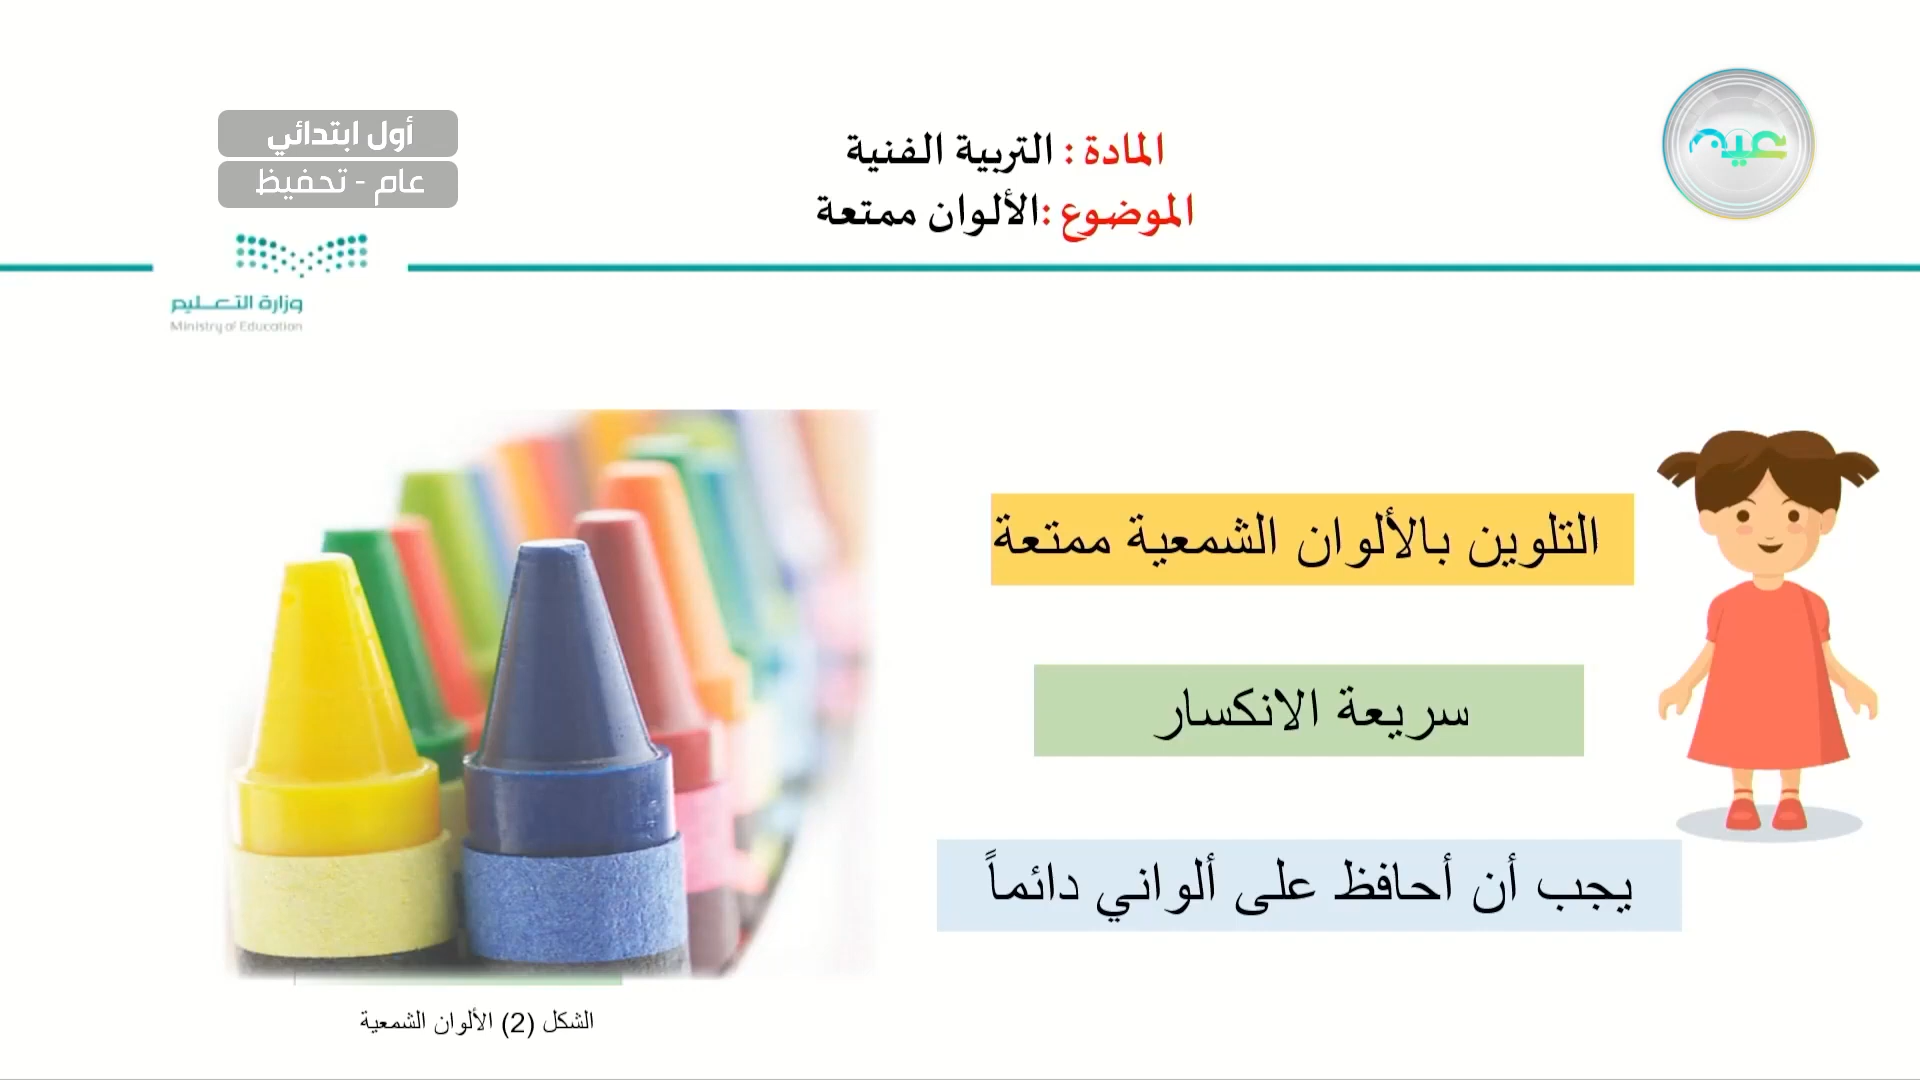 عين
أول ابتدائي
عام - تحفيظ
المادة : التربية الفنية
الموضوع :الألوان ممتعة
وزارة التعليم
Ministry of Education
التلوين بالألوان الشمعية ممتعة
سريعة الانكسار
يجب أن أحافظ على ألواني دائماً
الشكل (2) الألوان الشمعية